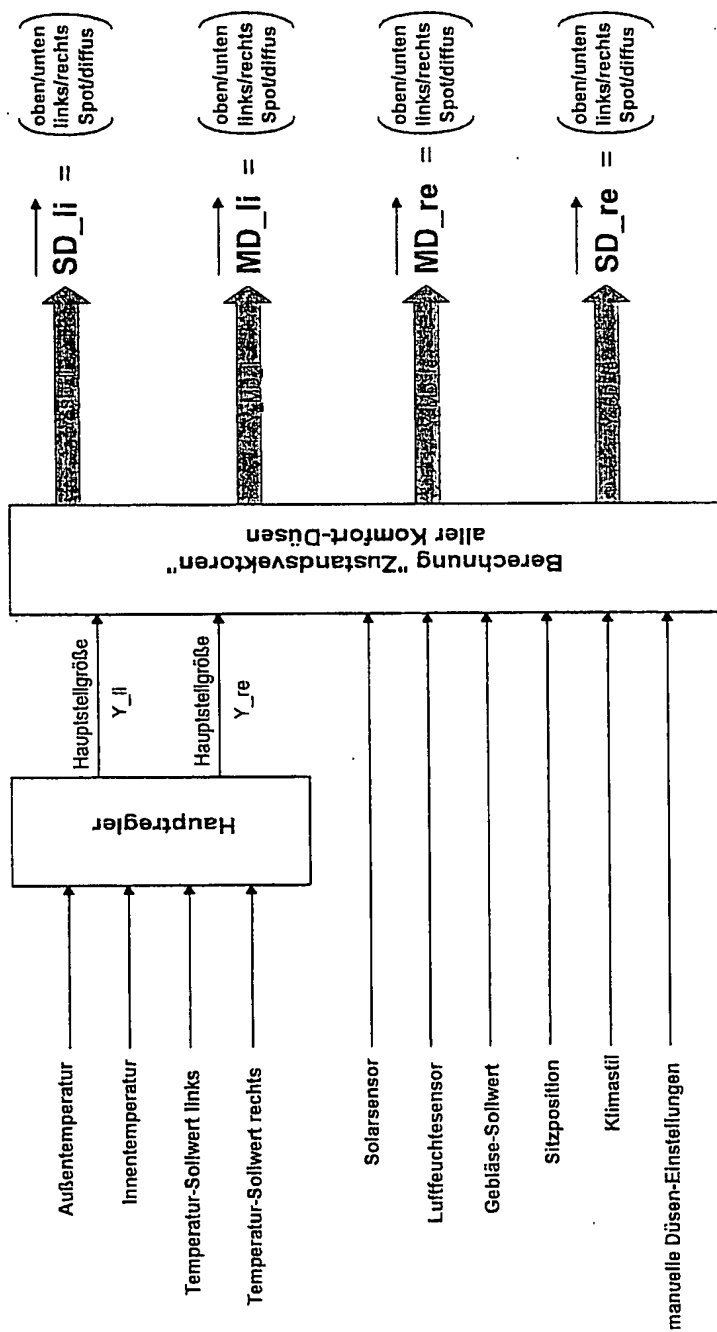 Außentemperatur
Innentemperatur
Temperatur-Sollwert links
Temperatur-Sollwert rechts
Hauptregler
Hauptstellgröße
Y_li
Hauptstellgröße
Y_re
Solarsensor
Luftfeuchtesensor
Gebläse-Sollwert
Sitzposition
Klimastil
manuelle Düsen-Einstellungen
Berechnung "Zustandsvektoren"
aller Komfort-Düsen
SD_li = 
oben/unten
links/rechts
Spot/diffus
MD_li = 
oben/unten
links/rechts
Spot/diffus
MD_re = 
oben/unten
links/rechts
Spot/diffus
SD_re = 
oben/unten
links/rechts
Spot/diffus